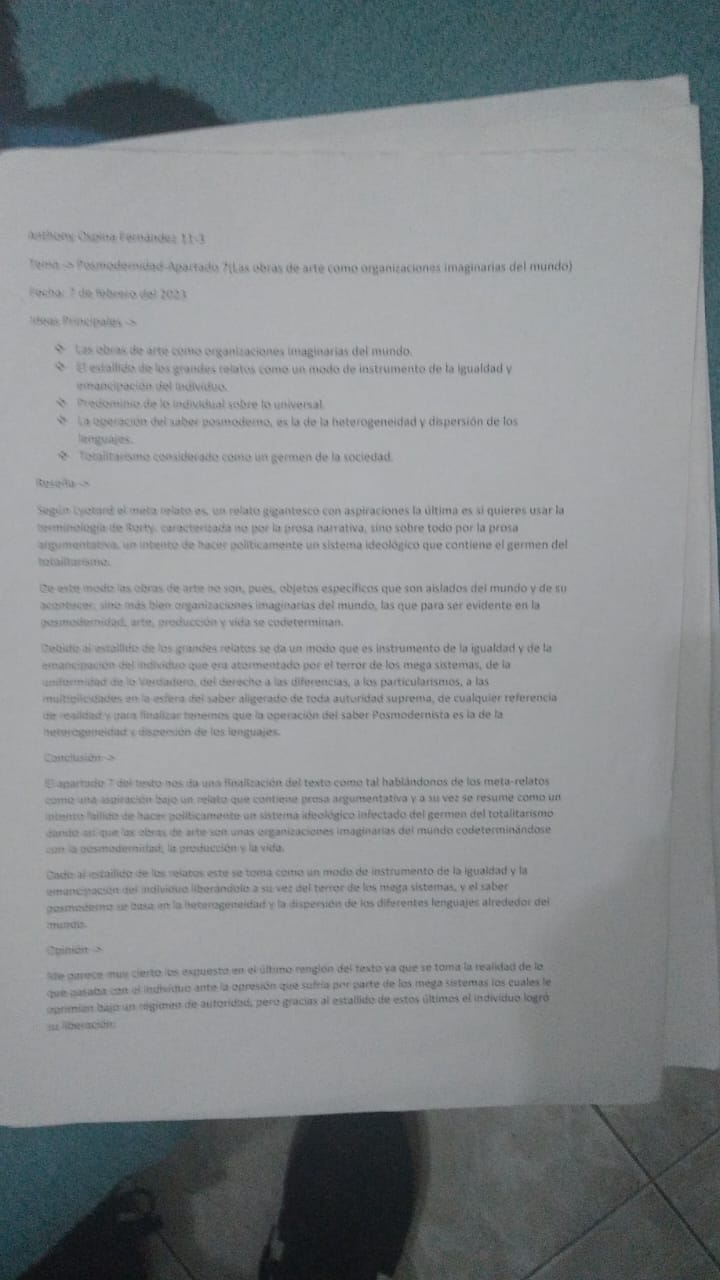 Anthony Ospina Fernández 11-3
Tema -> Posmodernidad-Apartado 7(Las obras de arte como organizaciones imaginarias del mundo)
Fecha: 7 de febrero del 2023
Ideas Principales ->
❖ Las obras de arte como organizaciones imaginarias del mundo.
❖ El estallido de los grandes relatos como un modo de instrumento de la igualdad y
emancipación del individuo.
❖ Predominio de lo individual sobre lo universal.
❖ La operación del saber posmoderno, es la de la heterogeneidad y dispersión de los
lenguajes.
❖ Totalitarismo considerado como un germen de la sociedad.
Reseña ->
Según Lyotard el meta relato es, un relato gigantesco con aspiraciones la última es si quieres usar la
terminología de Rorty, caracterizada no por la prosa narrativa, sino sobre todo por la prosa
argumentativa, un intento de hacer políticamente un sistema ideológico que contiene el germen del
totalitarismo.
De este modo las obras de arte no son, pues, objetos específicos que son aislados del mundo y de su
acontecer, sino más bien organizaciones imaginarias del mundo, las que para ser evidente en la
posmodernidad, arte, producción y vida se codeterminan.
Debido al estallido de los grandes relatos se da un modo que es instrumento de la igualdad y de la
emancipación del individuo que era atormentado por el terror de los mega sistemas, de la
uniformidad de lo Verdadero, del derecho a las diferencias, a los particularismos, a las
multiplicidades en la esfera del saber aligerado de toda autoridad suprema, de cualquier referencia
de realidad y para finalizar tenemos que la operación del saber Posmodernista es la de la
heterogeneidad y dispersión de los lenguajes.
Conclusión ->
El apartado 7 del texto nos da una finalización del texto como tal hablándonos de los meta-relatos
como una aspiración bajo un relato que contiene prosa argumentativa y a su vez se resume como un
intento fallido de hacer políticamente un sistema ideológico infectado del germen del totalitarismo
dando así que las obras de arte son unas organizaciones imaginarias del mundo codeterminándose
con la posmodernidad, la producción y la vida.
Dado al estallido de los relatos este se toma como un modo de instrumento de la igualdad y la
emancipación del individuo liberándolo a su vez del terror de los mega sistemas, y el saber
posmoderno se basa en la heterogeneidad y la dispersión de los diferentes lenguajes alrededor del
mundo.
Opinión ->
Me parece muy cierto los expuesto en el último renglón del texto ya que se toma la realidad de lo
que pasaba con el individuo ante la opresión que sufría por parte de los mega sistemas los cuales le
oprimían bajo un régimen de autoridad, pero gracias al estallido de estos últimos el individuo logró
su liberación.